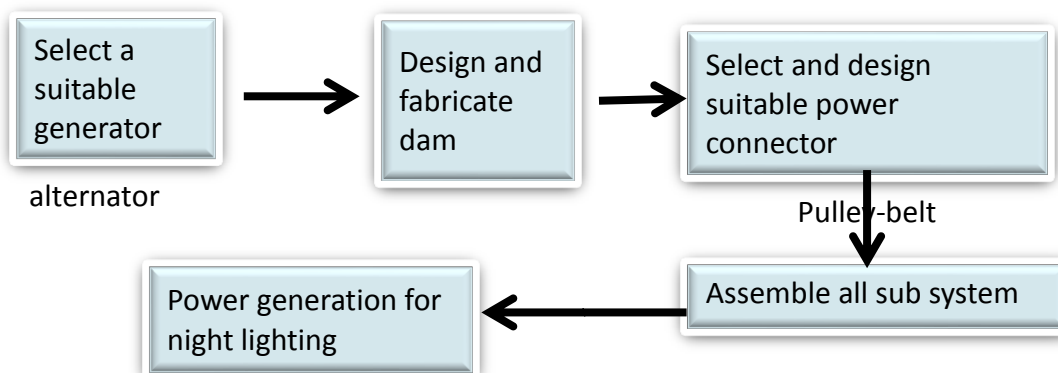 Select a
suitable
generator
alternator
Design and
fabricate
dam
Select and design
suitable power
connector
Pulley-belt
Assemble all sub system
Power generation for
night lighting